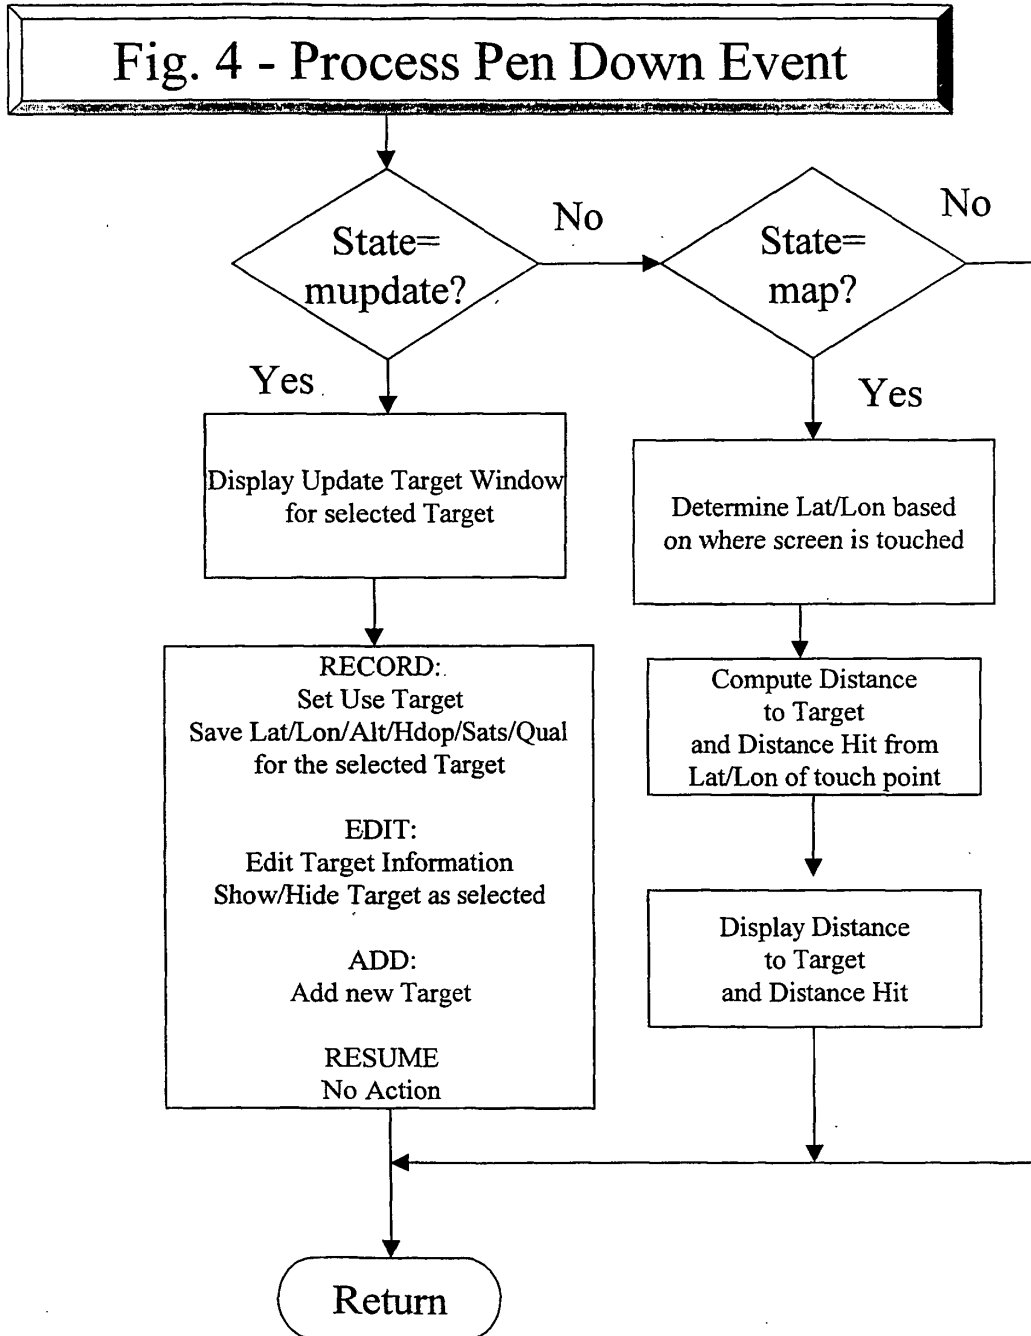 Fig. 4 - Process Pen Down Event
State=
mupdate?
No
State=
map?
No
Yes
Yes
Display Update Target Window
for selected Target
Determine Lat/Lon based
on where screen is touched
RECORD:
Set Use Target
Save Lat/Lon/Alt/Hdop/Sats/Qual
for the selected Target
EDIT:
Edit Target Information
Show/Hide Target as selected
ADD:
Add new Target
RESUME
No Action
Compute Distance
to Target
and Distance Hit from
Lat/Lon of touch point
Display Distance
to Target
and Distance Hit
Return